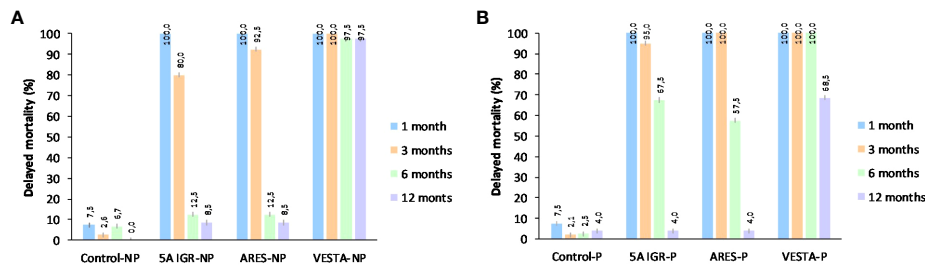 A
Delayed mortality (%)
100
90
80
70
60
50
40
30
20
10
0
7,5
2,6
6,7
0,0
100,0
80,0
12,5
8,5
100,0
92,5
12,5
8,5
100,0
100,0
97,5
97,5
Control-NP
5A IGR-NP
ARES-NP
VESTA-NP
1 month
3 months
6 months
12 monts
B
Delayed mortality (%)
100
90
80
70
60
50
40
30
20
10
0
7,5
2,1
2,5
4,0
100,0
95,0
67,5
4,0
100,0
100,0
57,5
4,0
100,0
100,0
100,0
68,5
Control-P
5A IGR-P
ARES-P
VESTA-P
1 month
3 months
6 months
12 months